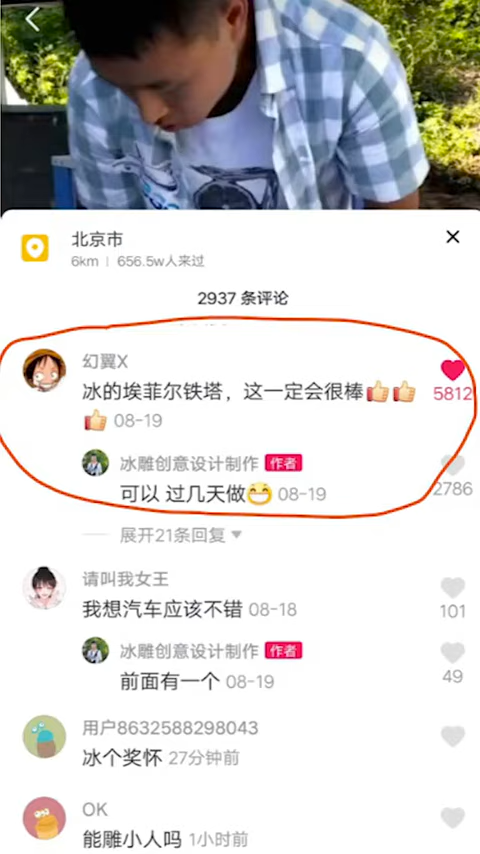 北京市
6km | 656.5w人来过
2937 条评论
幻翼X
冰的埃菲尔铁塔，这一定会很棒👍👍
5812
👍 08-19
冰雕创意设计制作 作者
可以 过几天做😁 08-19
2786
展开21条回复
请叫我女王
我想汽车应该不错 08-18
101
冰雕创意设计制作 作者
前面有一个 08-19
49
用户8632588298043
冰个奖怀 27分钟前
OK
能雕小人吗 1小时前